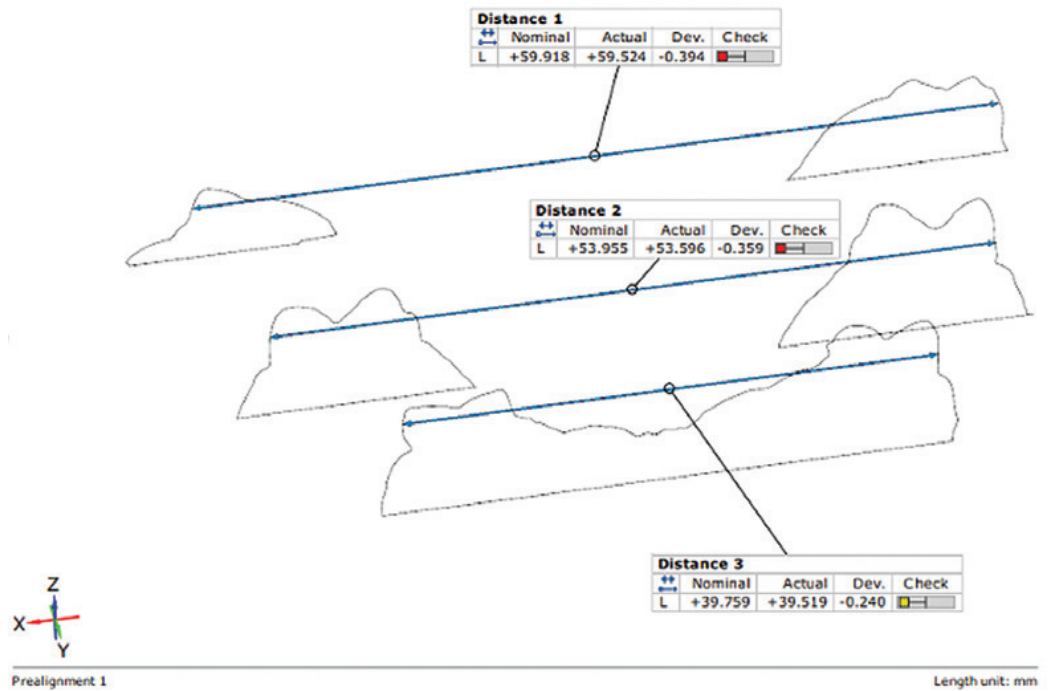 Distance 1
Nominal Actual Dev. Check
L +59.918 +59.524 -0.394
Distance 2
Nominal Actual Dev. Check
L +53.955 +53.596 -0.359
Distance 3
Nominal Actual Dev. Check
L +39.759 +39.519 -0.240
Z
X
Y
Prealignment 1 Length unit: mm